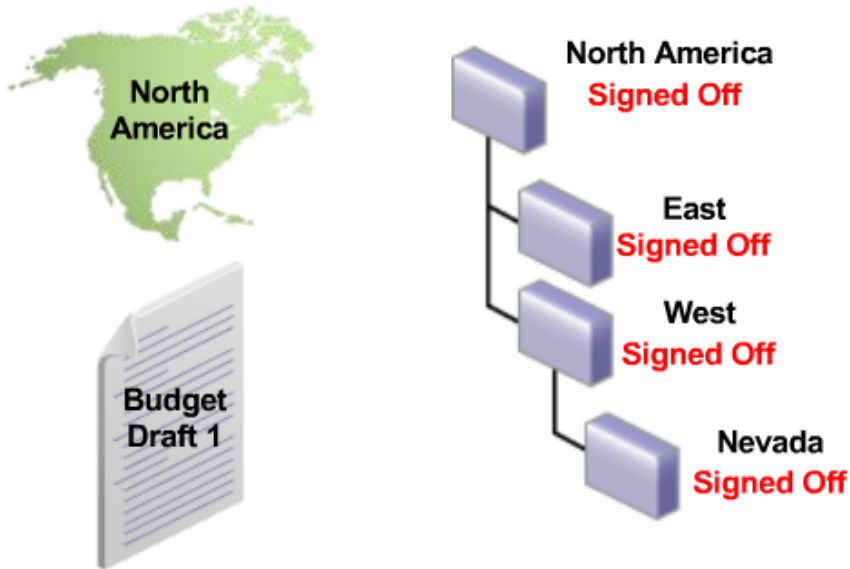 North
America
North America
Signed Off
East
Signed Off
West
Signed Off
Budget
Draft 1
Nevada
Signed Off